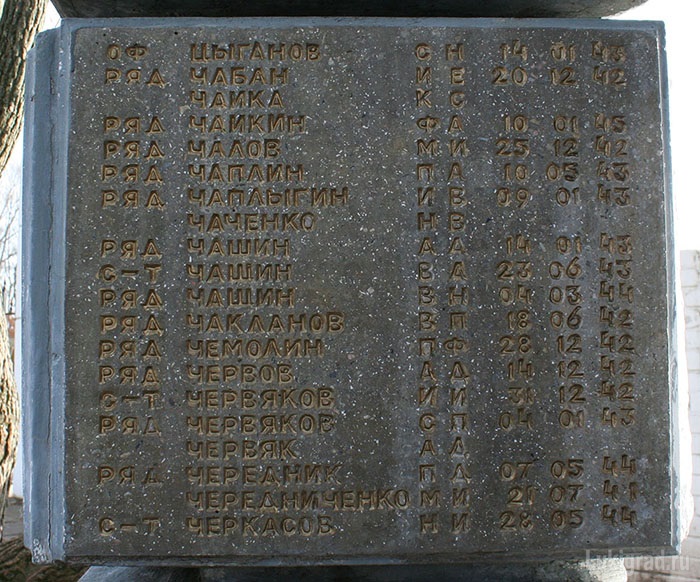 ОФ ЦЫГАНОВ С Н 14 01 43
РЯД ЧАБАН И Е 20 12 42
ЧАЙКА К С
РЯД ЧАЙКИН Ф А 10 01 45
РЯД ЧАЛОВ М И 25 12 42
РЯД ЧАПЛИН П А 10 05 43
РЯД ЧАПЛЫГИН И В 09 01 43
ЧАЧЕНКО Н В
РЯД ЧАШИН А А 14 01 43
С-Т ЧАШИН В А 23 06 43
РЯД ЧАШИН В Н 04 03 44
РЯД ЧАКЛАНОВ В П 18 06 42
РЯД ЧЕМОЛИН П Ф 28 12 42
РЯД ЧЕРВОВ А Д 14 12 42
С-Т ЧЕРВЯКОВ И И 31 12 42
РЯД ЧЕРВЯКОВ С П 04 01 43
ЧЕРВЯК А Д
РЯД ЧЕРЕДНИК П Д 07 05 44
ЧЕРЕДНИЧЕНКО М И 21 07 41
С-Т ЧЕРКАСОВ Н И 28 05 44